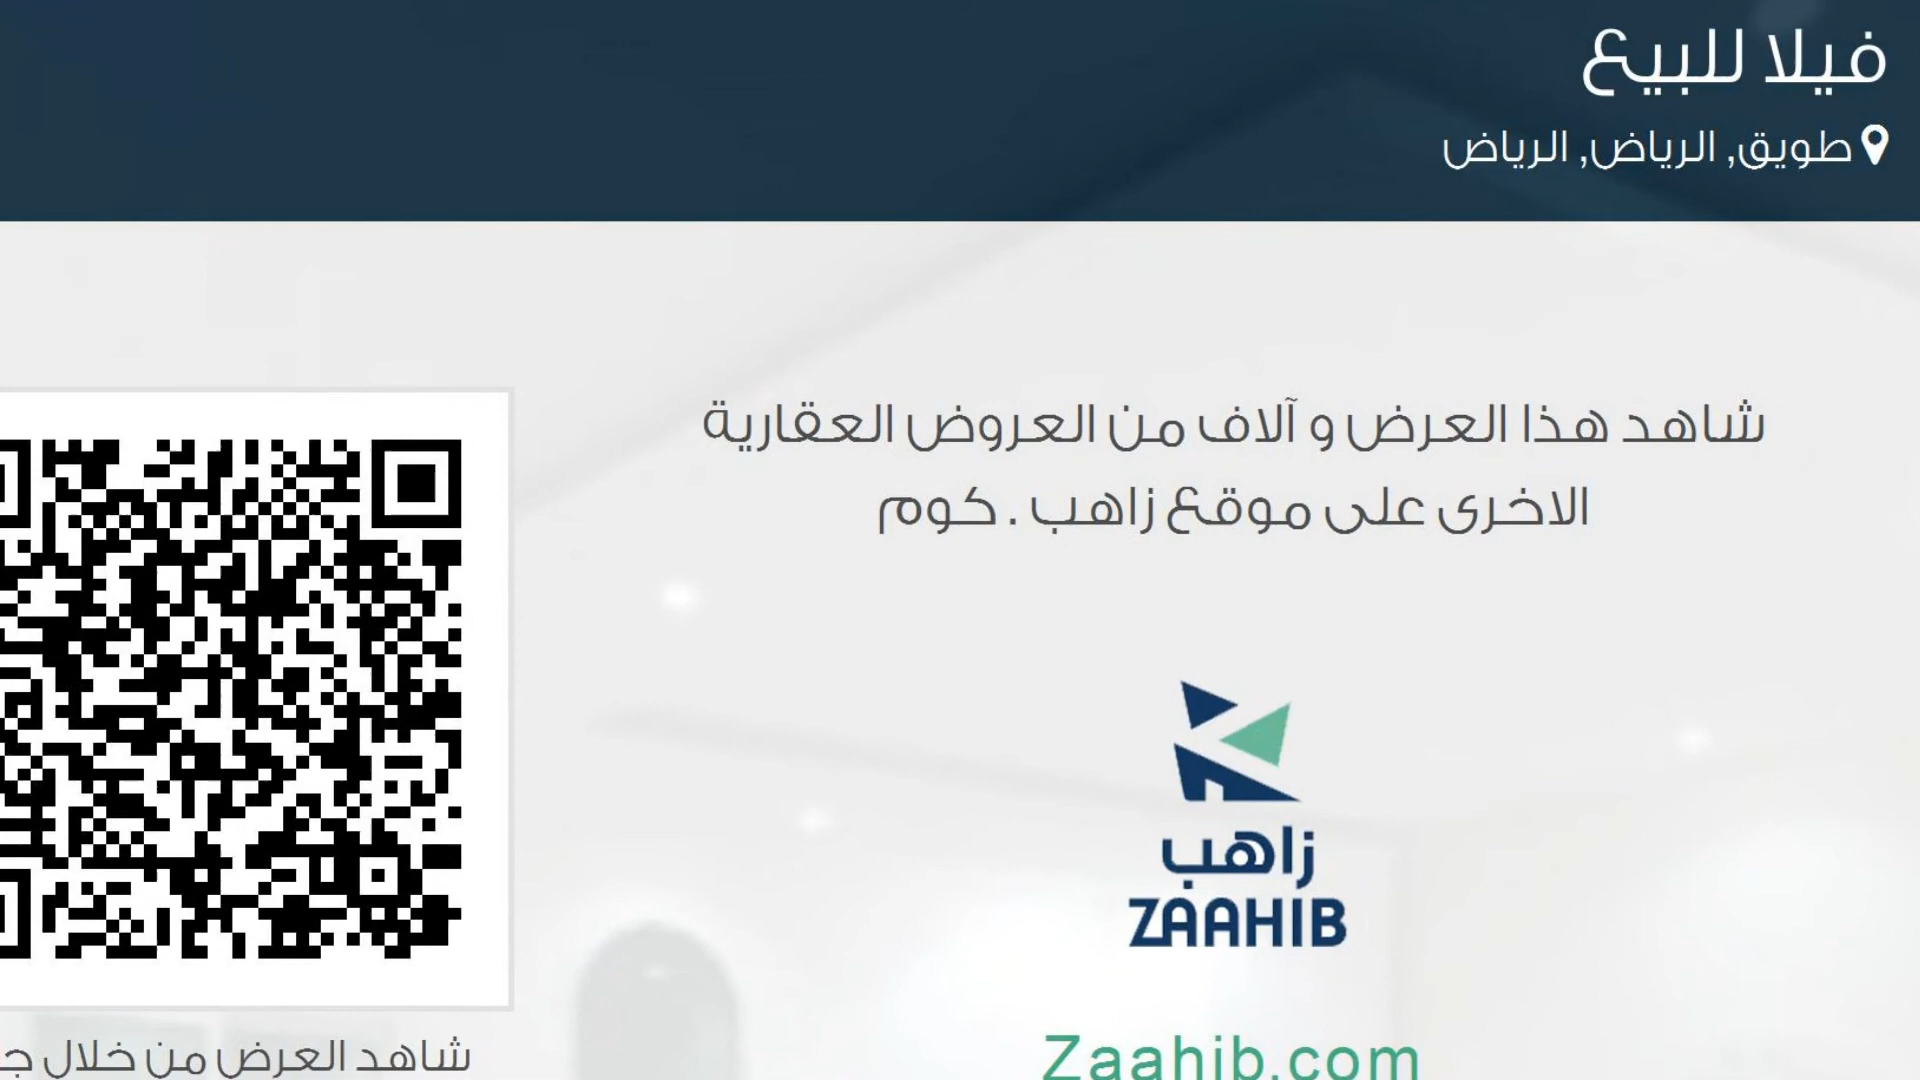 فيلا للبيع
طويق, الرياض, الرياض
شاهد هذا العرض و آلاف من العروض العقارية
الاخرى على موقع زاهب . كوم
زاهب
ZAAHIB
Zaahib.com
شاهد العرض من خلال